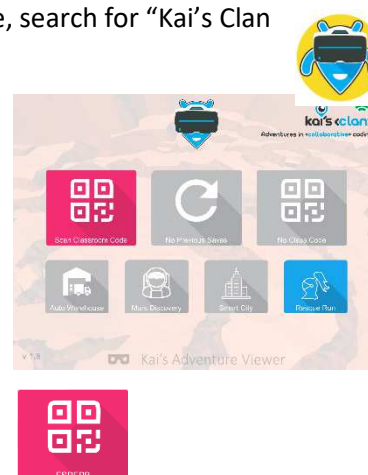 e, search for “Kai’s Clan
kai's <clan>
Adventures in <collaborative> coding
Scan Classroom Code
No Previous Saves
No Class Code
Auto Warehouse
Mars Discovery
Smart City
Rescue Run
v 1.3
Kai's Adventure Viewer